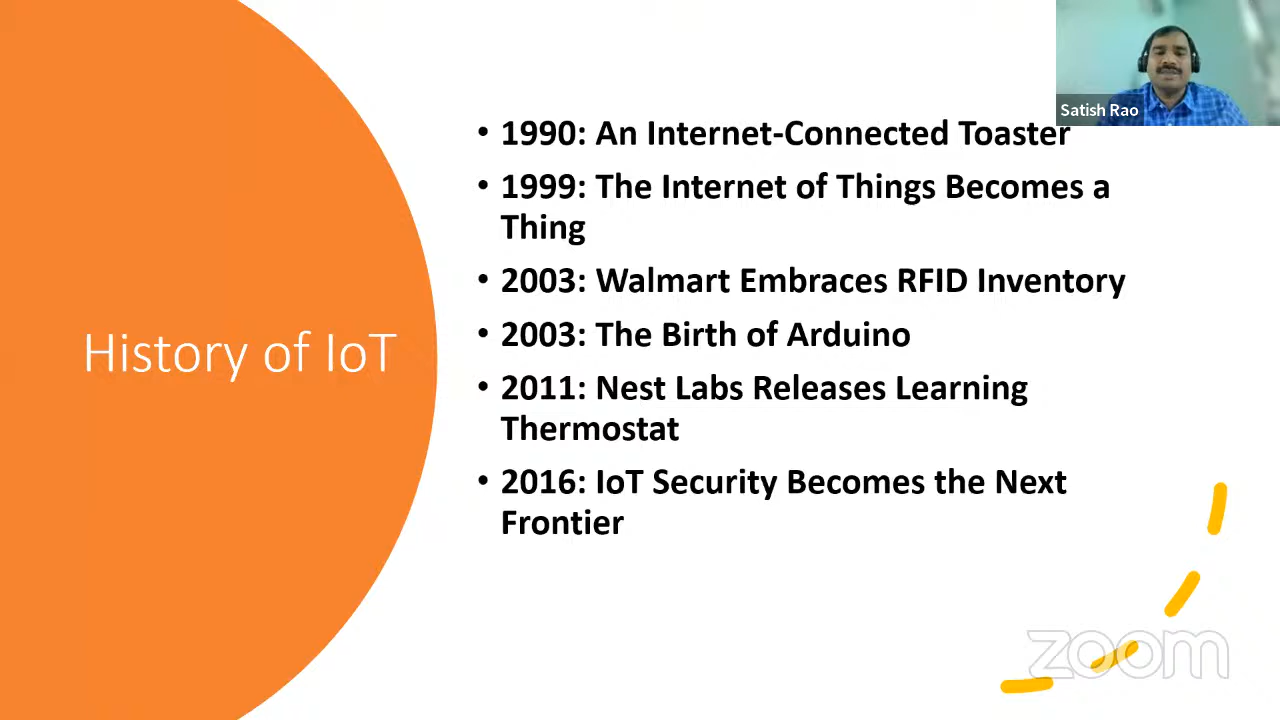 Satish Rao
History of IoT
• 1990: An Internet-Connected Toaster
• 1999: The Internet of Things Becomes a
Thing
• 2003: Walmart Embraces RFID Inventory
• 2003: The Birth of Arduino
• 2011: Nest Labs Releases Learning
Thermostat
• 2016: IoT Security Becomes the Next
Frontier
zoom